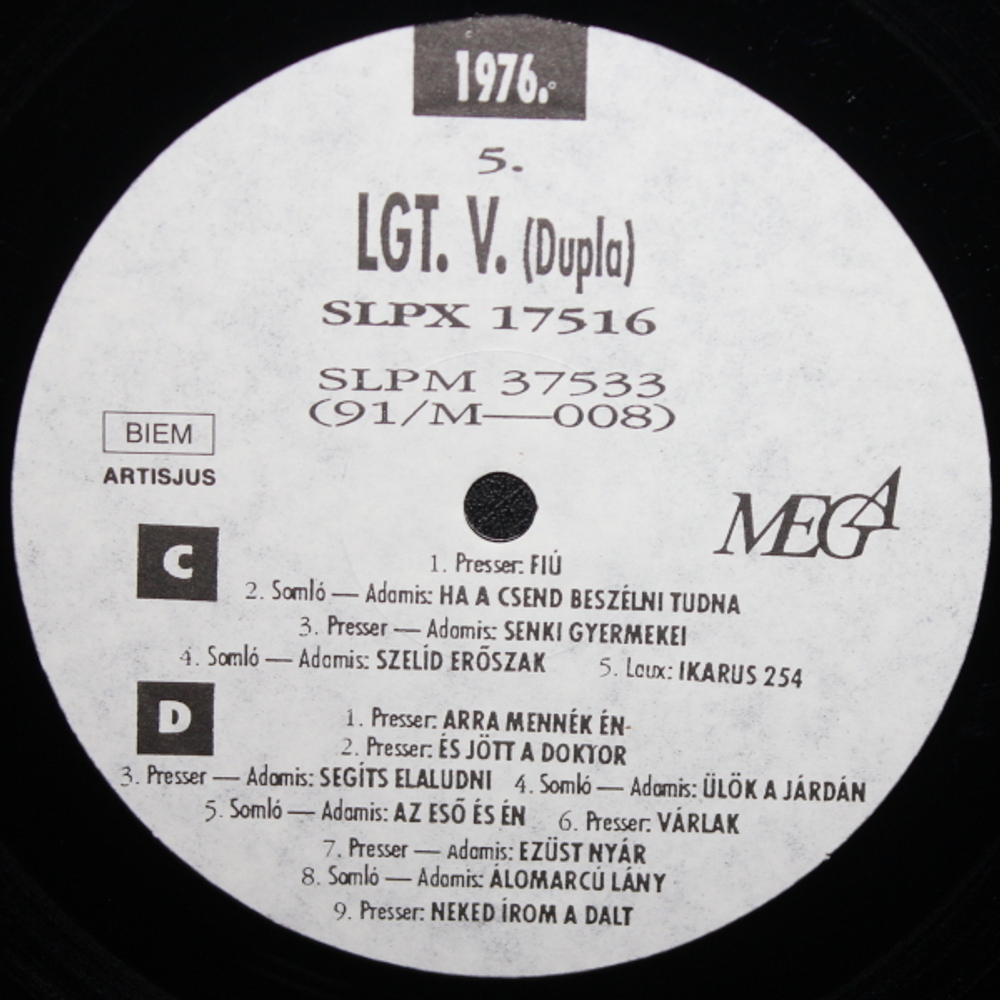 1976.
5.
LGT. V. (Dupla)
SLPX 17516
SLPM 37533
(91/M—008)
BIEM
ARTISJUS
MEGA
C
1. Presser: FIÚ
2. Somló — Adamis: HA A CSEND BESZÉLNI TUDNA
3. Presser — Adamis: SENKI GYERMEKEI
4. Somló — Adamis: SZELÍD ERŐSZAK 5. Laux: IKARUS 254
D
1. Presser: ARRA MENNÉK ÉN-
2. Presser: ÉS JÖTT A DOKTOR
3. Presser — Adamis: SEGÍTS ELALUDNI 4. Somló — Adamis: ÜLÖK A JÁRDÁN
5. Somló — Adamis: AZ ESŐ ÉS ÉN 6. Presser: VÁRLAK
7. Presser — Adamis: EZÜST NYÁR
8. Somló — Adamis: ÁLOMARCÚ LÁNY
9. Presser: NEKED ÍROM A DALT